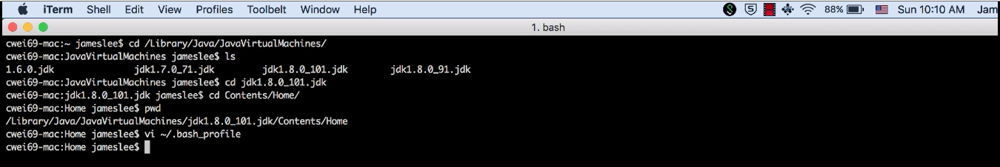 iTerm Shell Edit View Profiles Toolbelt Window Help 88% Sun 10:10 AM Jam
1. bash
cwei69-mac:~ jameslee$ cd /Library/Java/JavaVirtualMachines/
cwei69-mac:JavaVirtualMachines jameslee$ ls
1.6.0.jdk jdk1.7.0_71.jdk jdk1.8.0_101.jdk jdk1.8.0_91.jdk
cwei69-mac:JavaVirtualMachines jameslee$ cd jdk1.8.0_101.jdk
cwei69-mac:jdk1.8.0_101.jdk jameslee$ cd Contents/Home/
cwei69-mac:Home jameslee$ pwd
/Library/Java/JavaVirtualMachines/jdk1.8.0_101.jdk/Contents/Home
cwei69-mac:Home jameslee$ vi ~/.bash_profile
cwei69-mac:Home jameslee$